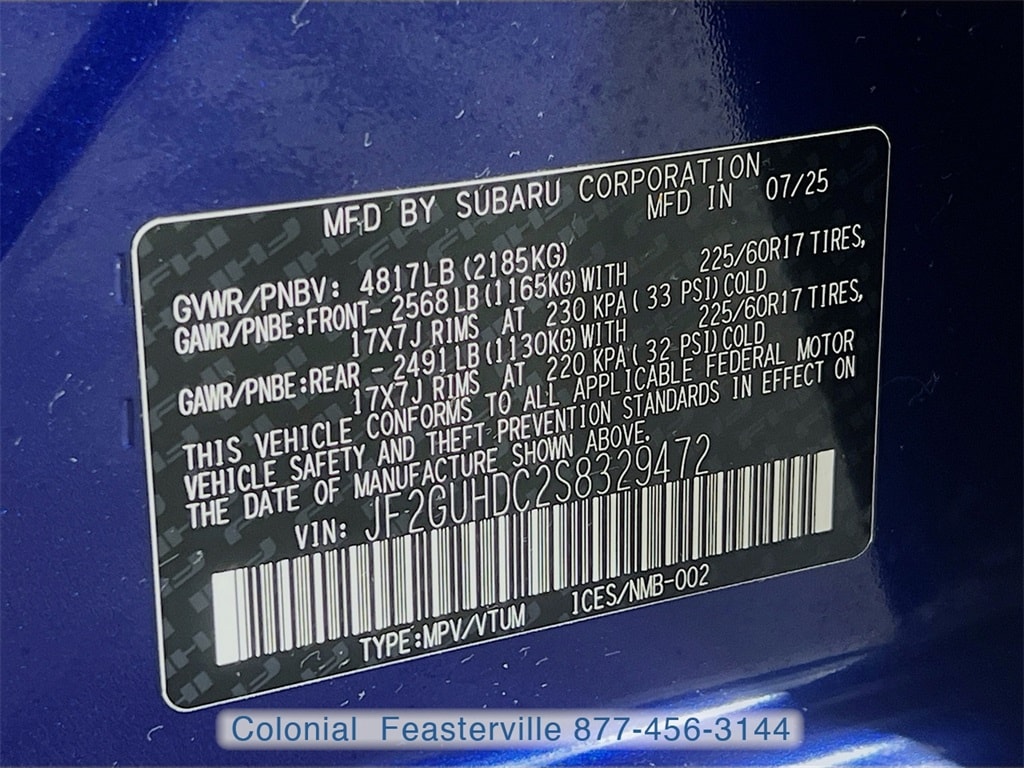 MFD BY SUBARU CORPORATION
MFD IN 07/25
GVWR/PNBV: 4817LB(2185KG)
GAWR/PNBE:FRONT- 2568LB(1165KG)WITH 225/60R17 TIRES,
17X7J RIMS AT 230 KPA( 33 PSI)COLD
GAWR/PNBE:REAR - 2491LB(1130KG)WITH 225/60R17 TIRES,
17X7J RIMS AT 220 KPA( 32 PSI)COLD
THIS VEHICLE CONFORMS TO ALL APPLICABLE FEDERAL MOTOR
VEHICLE SAFETY AND THEFT PREVENTION STANDARDS IN EFFECT ON
THE DATE OF MANUFACTURE SHOWN ABOVE.
VIN: JF2GUHDC2S8329472
TYPE:MPV/VTUM ICES/NMB-002
Colonial Feasterville 877-456-3144